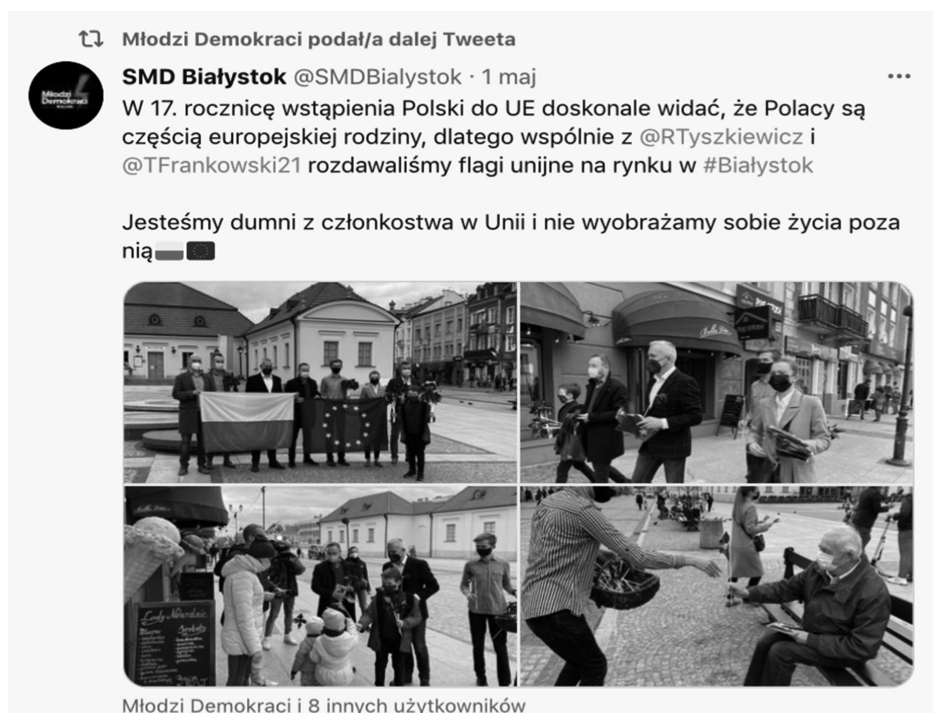 Młodzi Demokraci podał/a dalej Tweeta
SMD Białystok @SMDBialystok · 1 maj
Młodzi
Demokraci
W 17. rocznicę wstąpienia Polski do UE doskonale widać, że Polacy są
częścią europejskiej rodziny, dlatego wspólnie z @RTyszkiewicz i
@TFrankowski21 rozdawaliśmy flagi unijne na rynku w #Białystok
Jesteśmy dumni z członkostwa w Unii i nie wyobrażamy sobie życia poza
nią
Młodzi Demokraci i 8 innych użytkowników